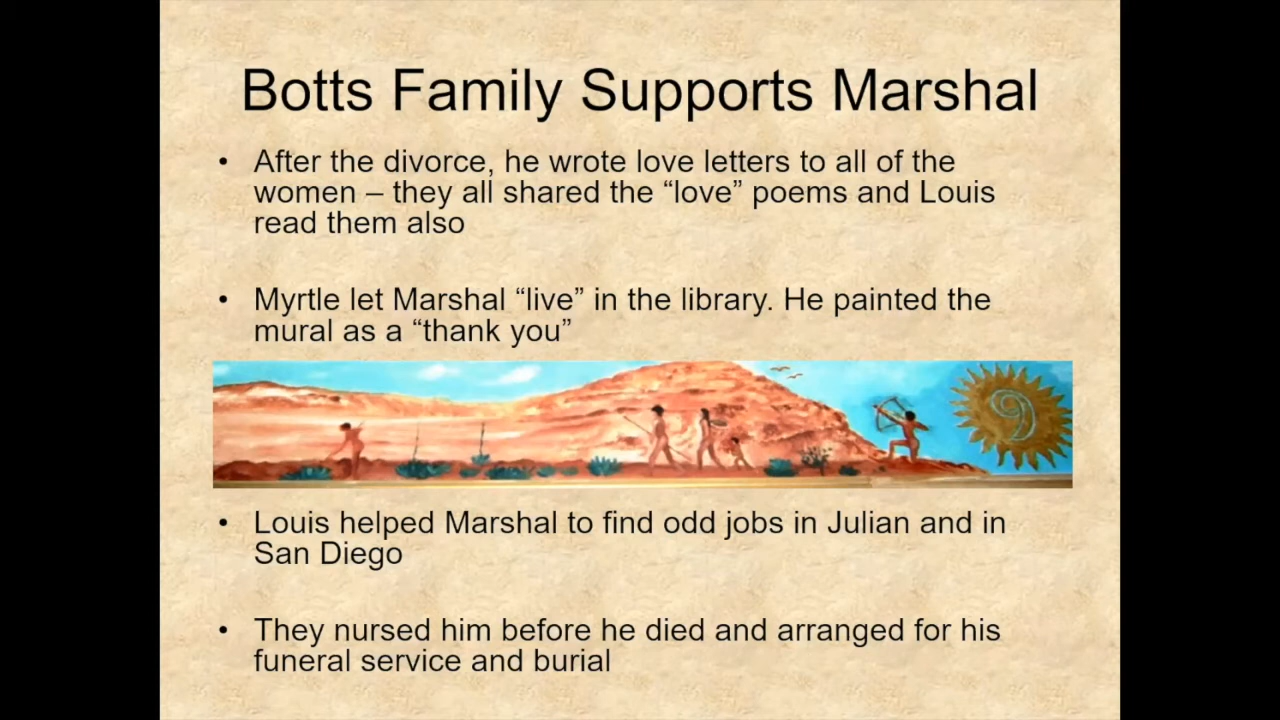 Botts Family Supports Marshal
• After the divorce, he wrote love letters to all of the
women – they all shared the “love” poems and Louis
read them also
• Myrtle let Marshal “live” in the library. He painted the
mural as a “thank you”
• Louis helped Marshal to find odd jobs in Julian and in
San Diego
• They nursed him before he died and arranged for his
funeral service and burial